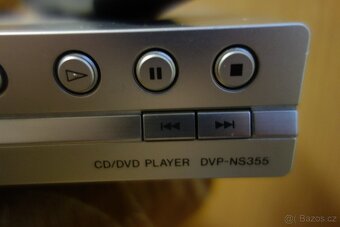 CD/DVD PLAYER DVP-NS355
© Bazos.cz